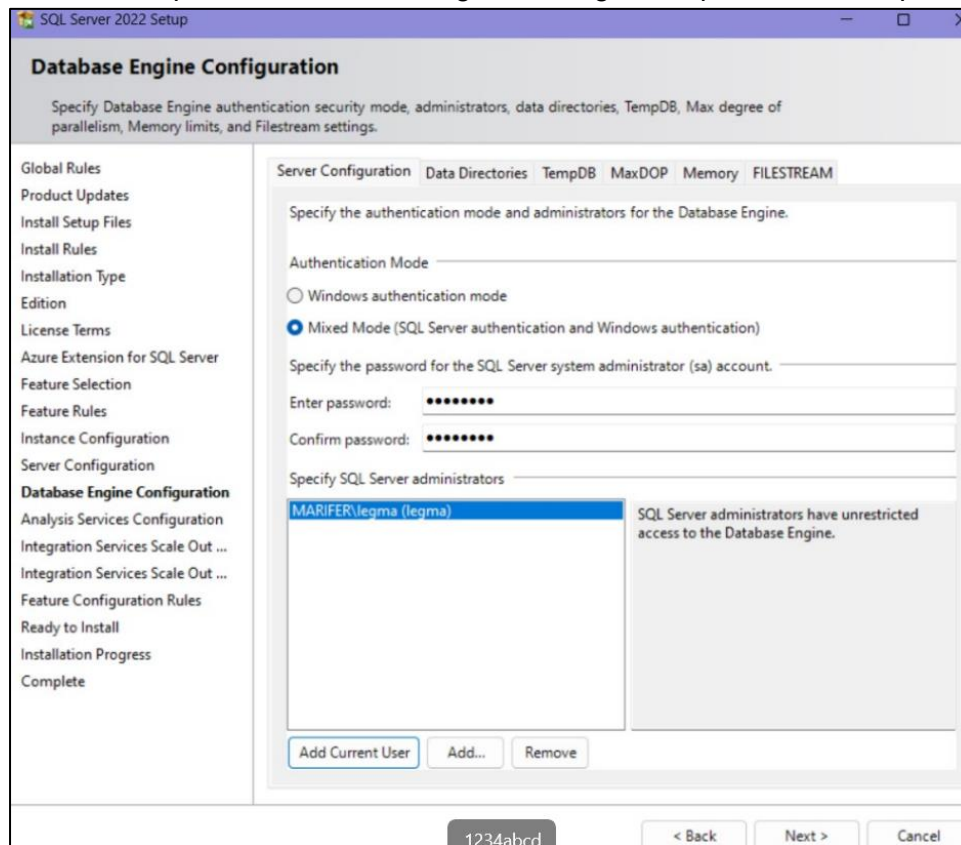 SQL Server 2022 Setup
Database Engine Configuration
Specify Database Engine authentication security mode, administrators, data directories, TempDB, Max degree of
parallelism, Memory limits, and Filestream settings.
Global Rules
Product Updates
Install Setup Files
Install Rules
Installation Type
Edition
License Terms
Azure Extension for SQL Server
Feature Selection
Feature Rules
Instance Configuration
Server Configuration
Database Engine Configuration
Analysis Services Configuration
Integration Services Scale Out ...
Integration Services Scale Out ...
Feature Configuration Rules
Ready to Install
Installation Progress
Complete
Server Configuration Data Directories TempDB MaxDOP Memory FILESTREAM
Specify the authentication mode and administrators for the Database Engine.
Authentication Mode
Windows authentication mode
Mixed Mode (SQL Server authentication and Windows authentication)
Specify the password for the SQL Server system administrator (sa) account.
Enter password: ●●●●●●●●
Confirm password: ●●●●●●●●
Specify SQL Server administrators
MARIFER\legma (legma)
SQL Server administrators have unrestricted
access to the Database Engine.
Add Current User Add... Remove
1234abcd < Back Next > Cancel